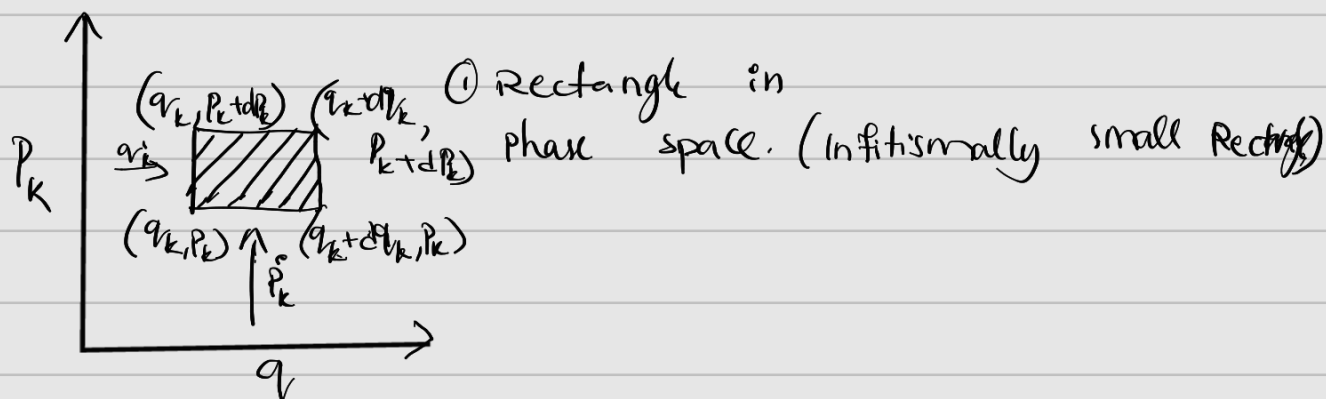 (q_k, P_k+dP_k) (q_k+dq_k, P_k+dP_k) ① Rectangle in
phase space. (Infitismally small Rectangle)
P_K
q̇_k
(q_k, P_k) (q_k+dq_k, P_k)
Ṗ_k
q